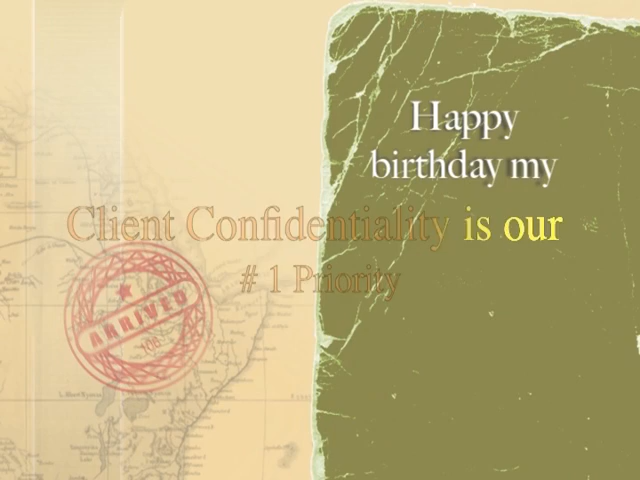 Happy
birthday my
Client Confidentiality is our
# 1 Priority
ARRIVED